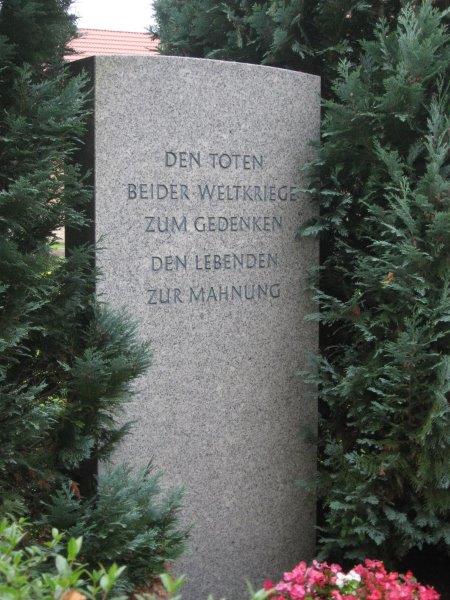 DEN TOTEN
BEIDER WELTKRIEGE
ZUM GEDENKEN
DEN LEBENDEN
ZUR MAHNUNG